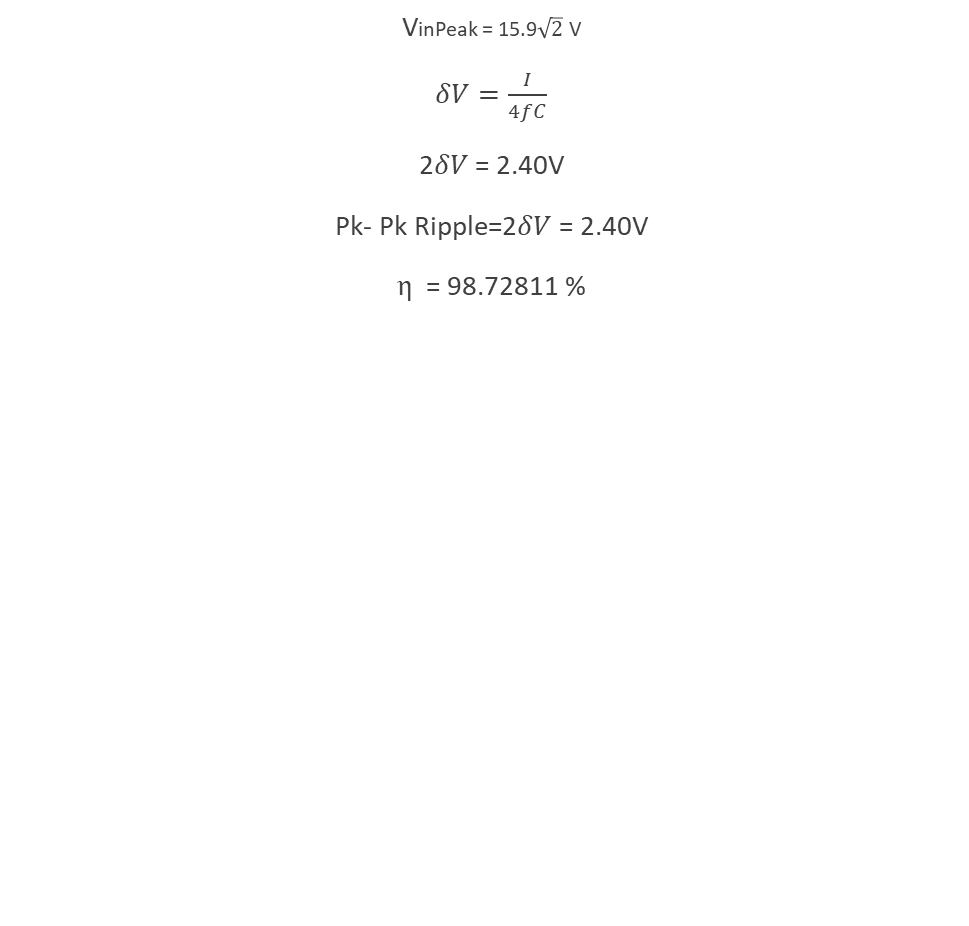 VinPeak = 15.9√2 V
δV = I/4fC
2δV = 2.40V
Pk- Pk Ripple=2δV = 2.40V
η = 98.72811 %